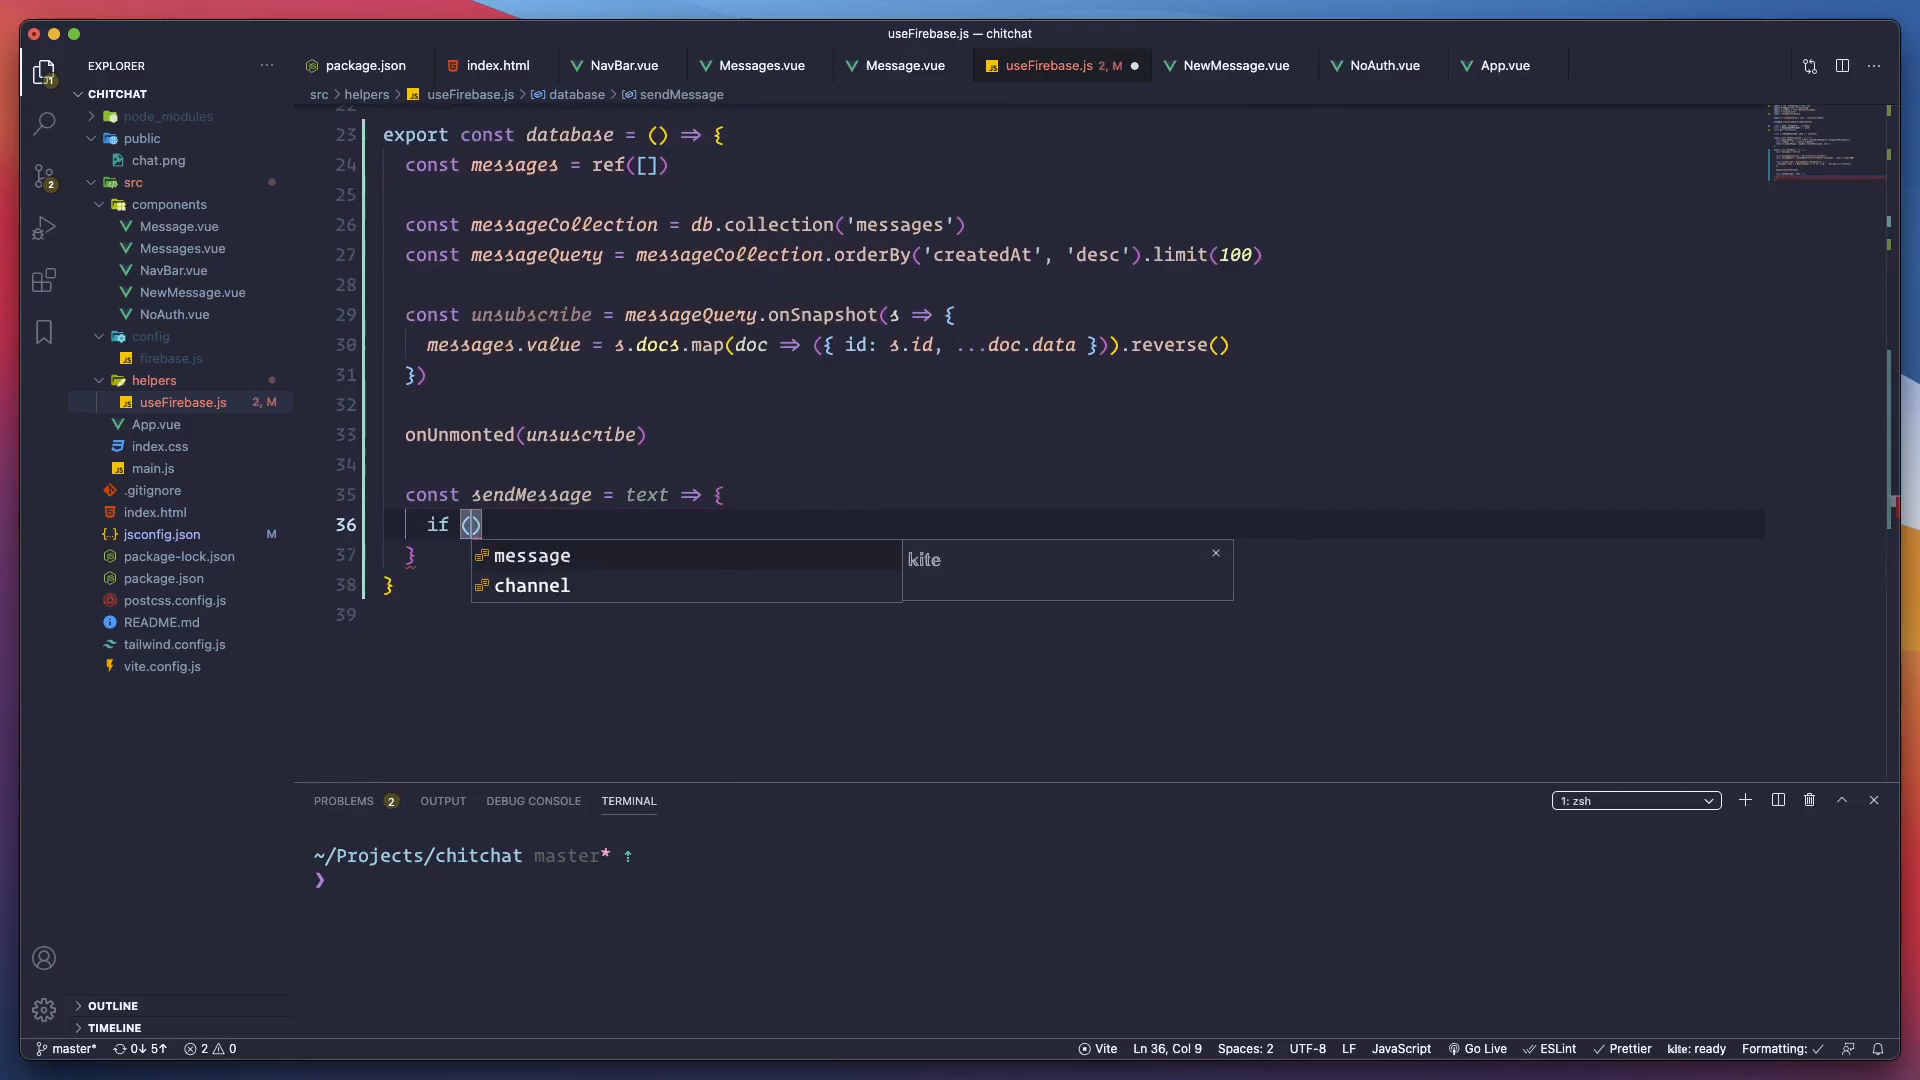 useFirebase.js — chitchat
EXPLORER
package.json
index.html
NavBar.vue
Messages.vue
Message.vue
useFirebase.js 2, M
NewMessage.vue
NoAuth.vue
App.vue
src > helpers > useFirebase.js > database > sendMessage
CHITCHAT
node_modules
public
chat.png
src
components
Message.vue
Messages.vue
NavBar.vue
NewMessage.vue
NoAuth.vue
config
firebase.js
helpers
useFirebase.js 2, M
App.vue
index.css
main.js
.gitignore
index.html
jsconfig.json M
package-lock.json
package.json
postcss.config.js
README.md
tailwind.config.js
vite.config.js
OUTLINE
TIMELINE
22
23 export const database = () => {
24 const messages = ref([])
25
26 const messageCollection = db.collection('messages')
27 const messageQuery = messageCollection.orderBy('createdAt', 'desc').limit(100)
28
29 const unsubscribe = messageQuery.onSnapshot(s => {
30 messages.value = s.docs.map(doc => ({ id: s.id, ...doc.data })).reverse()
31 })
32
33 onUnmonted(unsuscribe)
34
35 const sendMessage = text => {
36 if ()
37 }
38 }
39
message
channel
kite
PROBLEMS 2 OUTPUT DEBUG CONSOLE TERMINAL
1: zsh
~/Projects/chitchat master* ⇡
❯
master* 0↓ 5↑ 2 0
Vite Ln 36, Col 9 Spaces: 2 UTF-8 LF JavaScript Go Live ESLint Prettier kite: ready Formatting: ✓